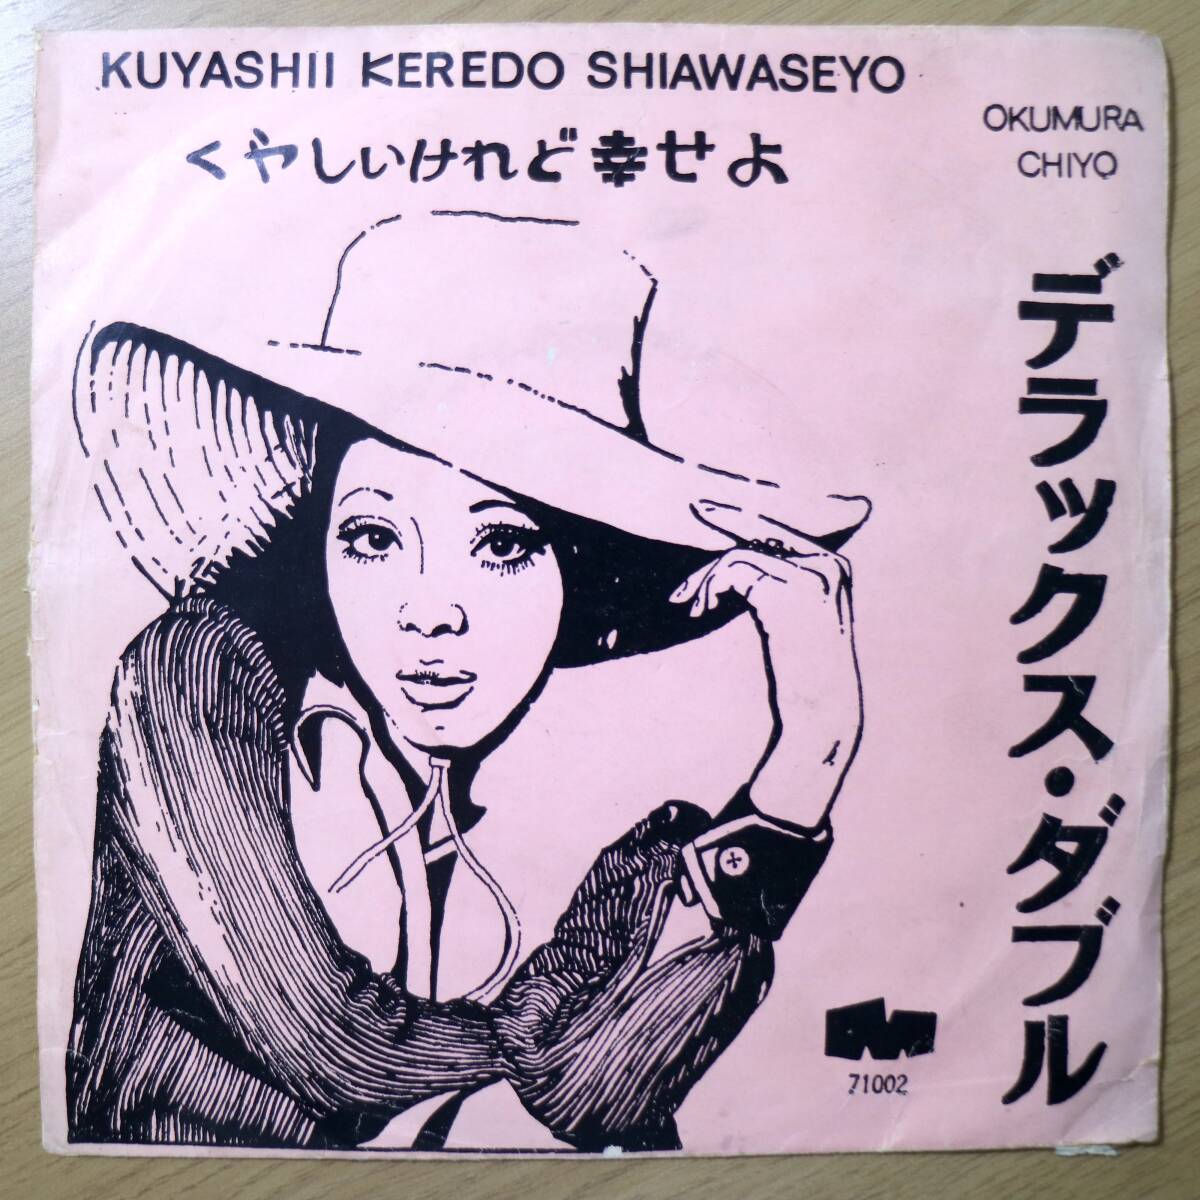 KUYASHII KEREDO SHIAWASEYO
くやしいけれど幸せよ
OKUMURA
CHIYO
デラックス・ダブル
71002